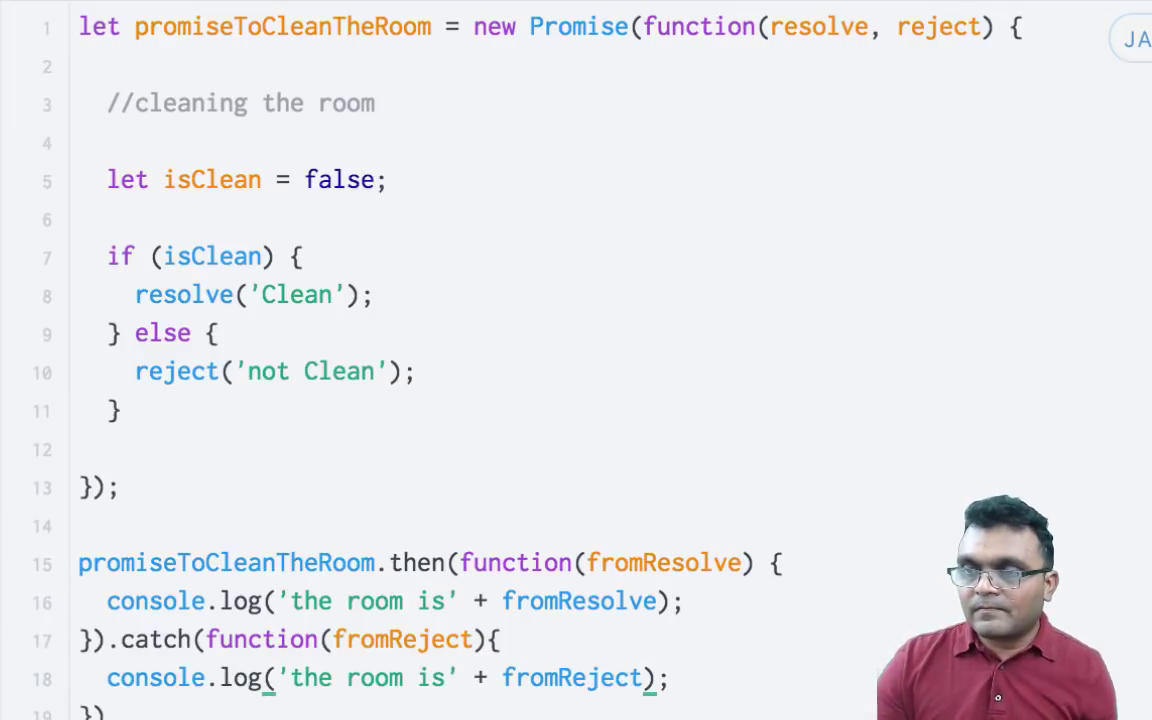 1 let promiseToCleanTheRoom = new Promise(function(resolve, reject) {
JA
2
3 //cleaning the room
4
5 let isClean = false;
6
7 if (isClean) {
8 resolve('Clean');
9 } else {
10 reject('not Clean');
11 }
12
13 });
14
15 promiseToCleanTheRoom.then(function(fromResolve) {
16 console.log('the room is' + fromResolve);
17 }).catch(function(fromReject){
18 console.log('the room is' + fromReject);
19 })